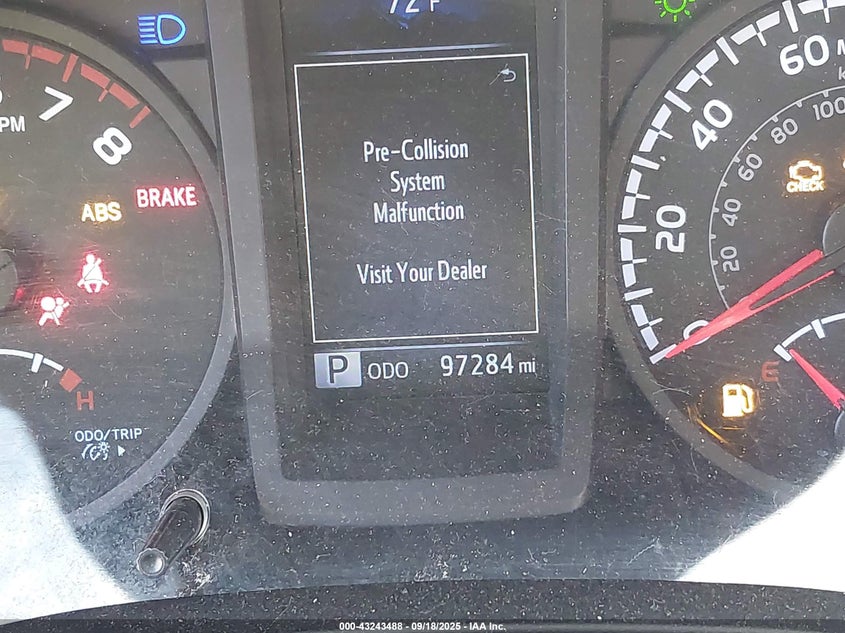 72°F
60
7
8
40
100
80
60
Pre-Collision
System
Malfunction
Visit Your Dealer
ABS
BRAKE
CHECK
20
40
20
0
P ODO 97284 mi
E
H
ODO/TRIP
000-43243488 - 09/18/2025 - IAA Inc.